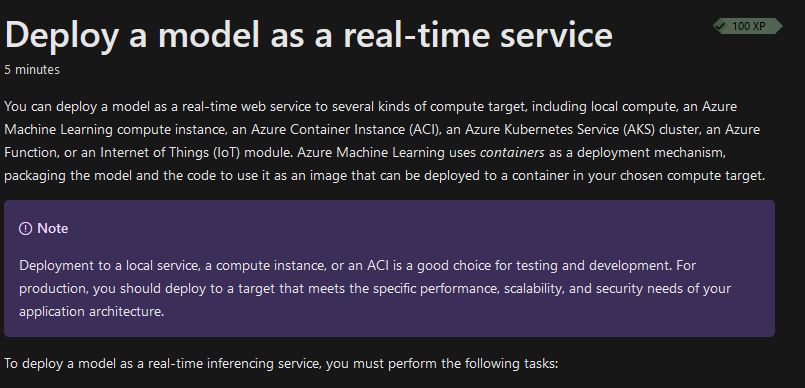 Deploy a model as a real-time service
100 XP
5 minutes
You can deploy a model as a real-time web service to several kinds of compute target, including local compute, an Azure
Machine Learning compute instance, an Azure Container Instance (ACI), an Azure Kubernetes Service (AKS) cluster, an Azure
Function, or an Internet of Things (IoT) module. Azure Machine Learning uses containers as a deployment mechanism,
packaging the model and the code to use it as an image that can be deployed to a container in your chosen compute target.
Note
Deployment to a local service, a compute instance, or an ACI is a good choice for testing and development. For
production, you should deploy to a target that meets the specific performance, scalability, and security needs of your
application architecture.
To deploy a model as a real-time inferencing service, you must perform the following tasks: